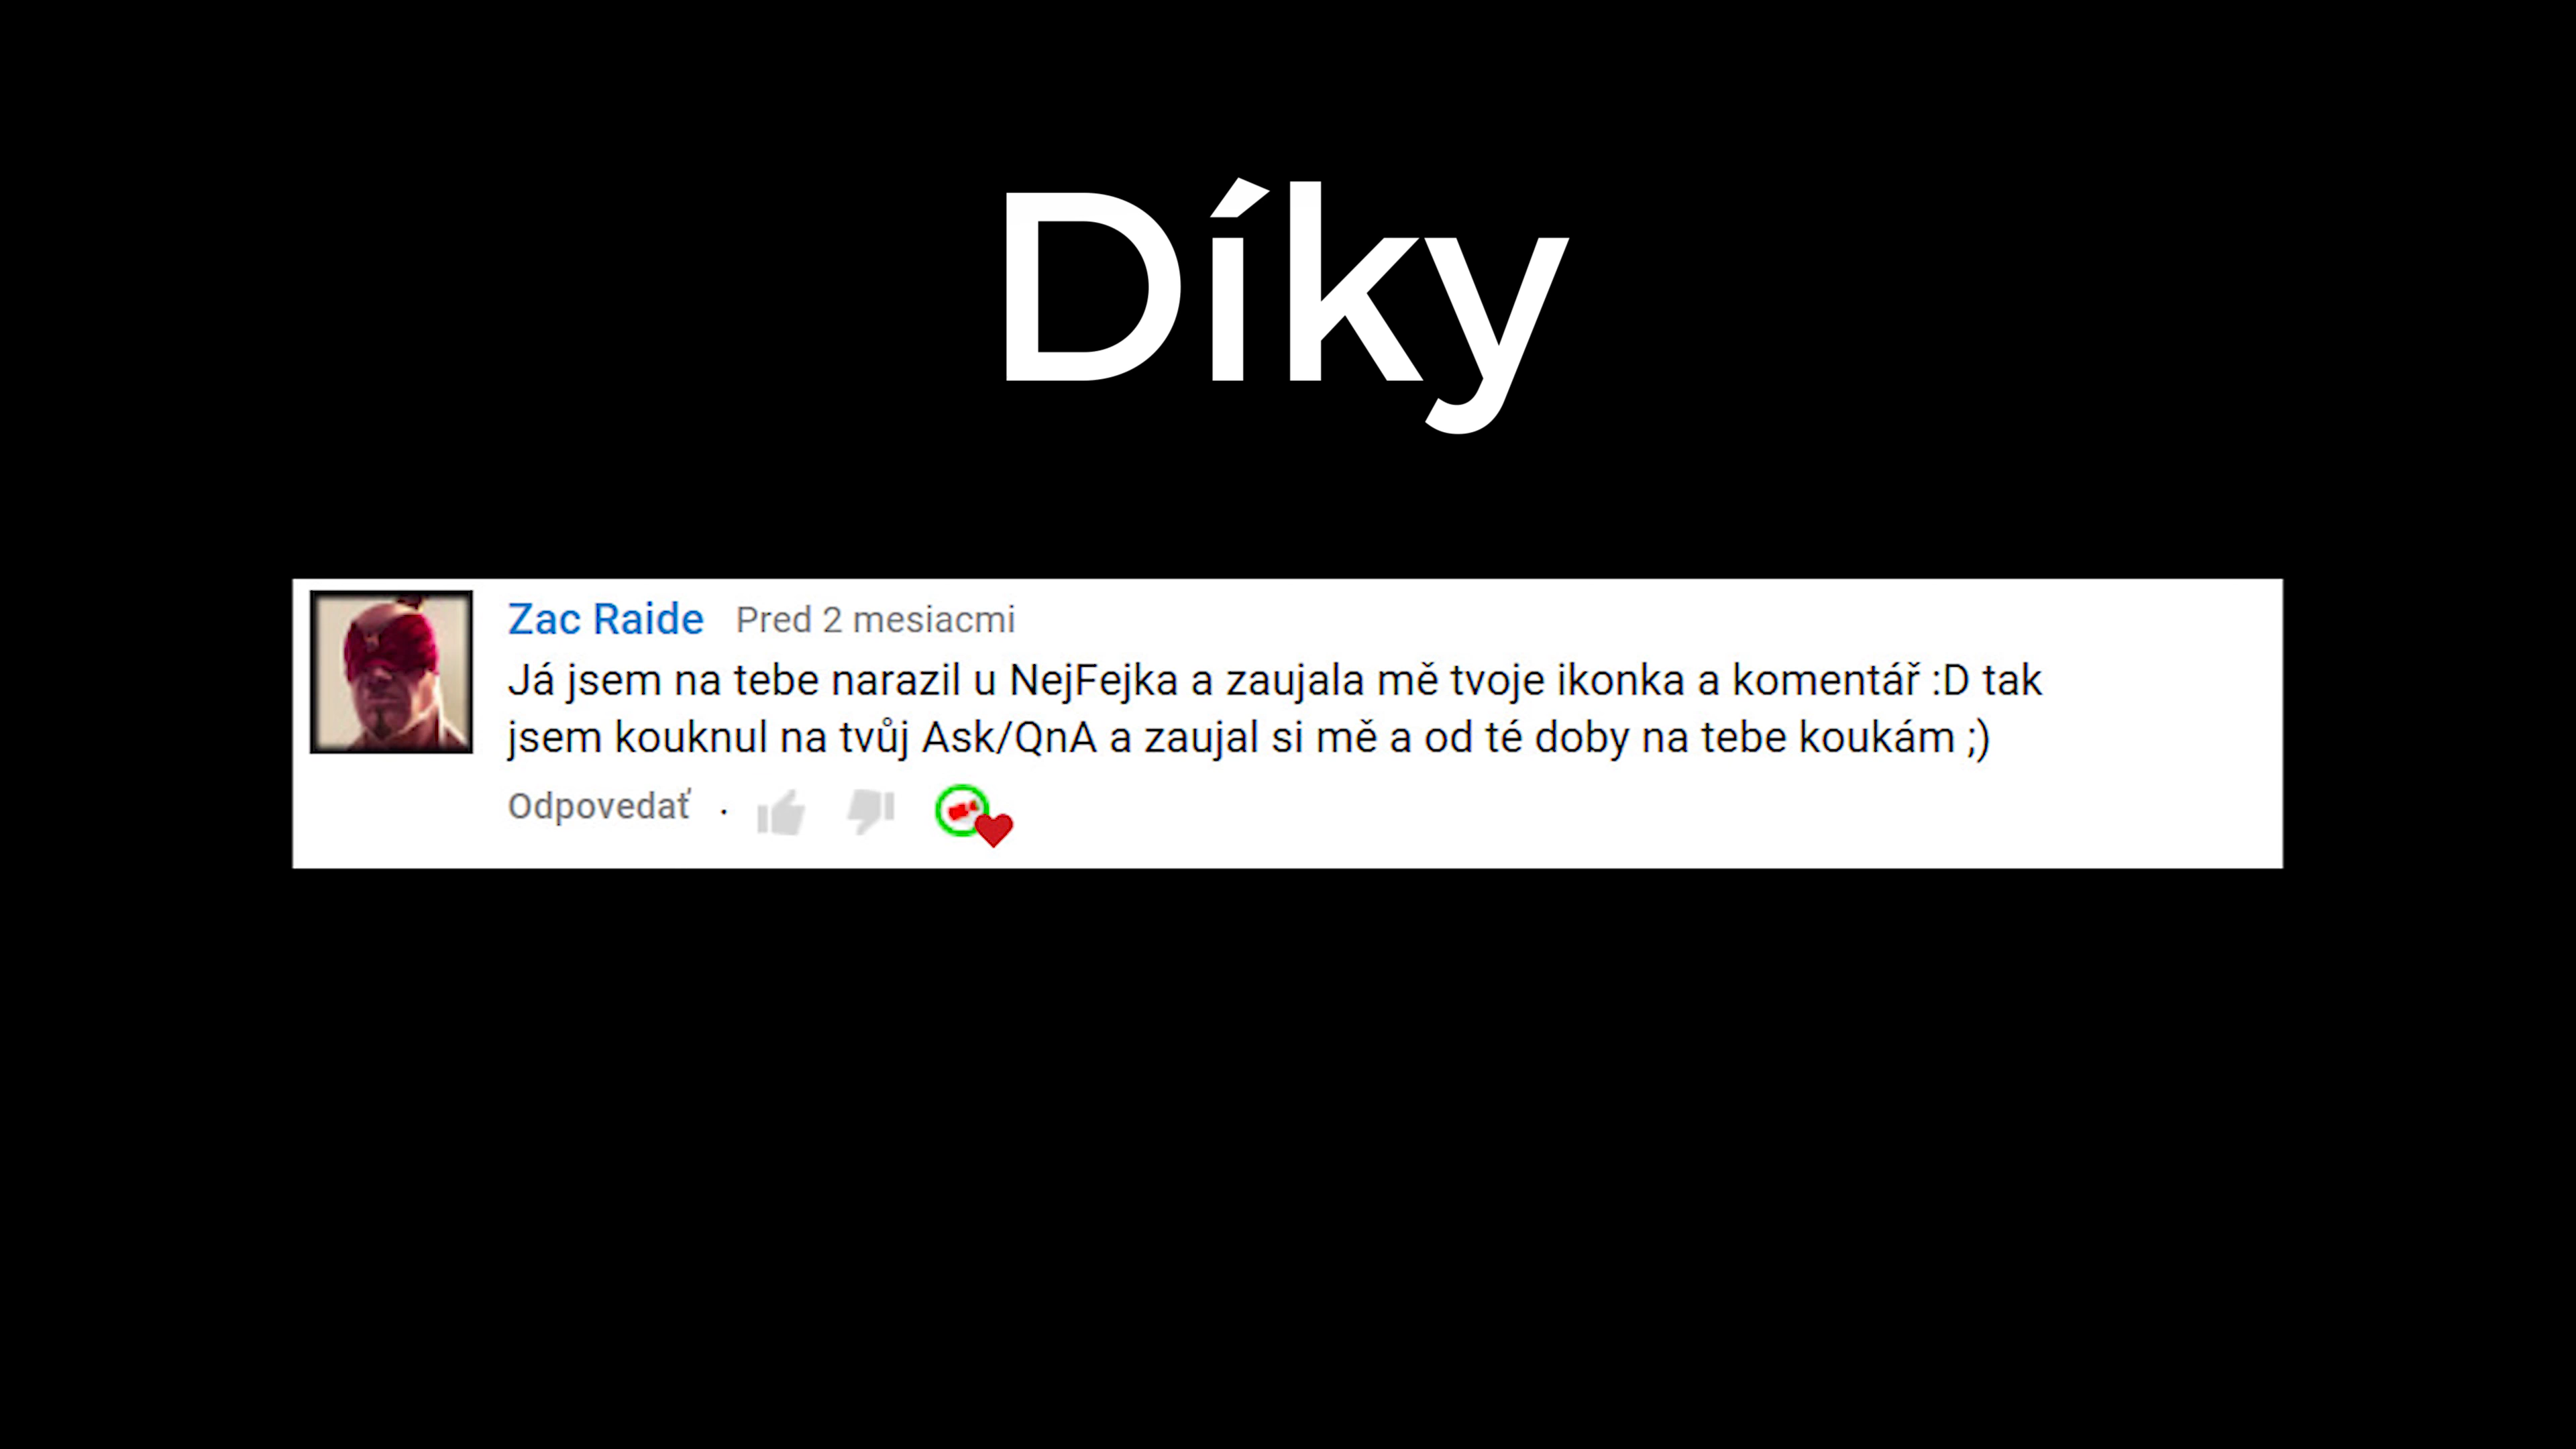 Díky
Zac Raide Pred 2 mesiacmi
Já jsem na tebe narazil u NejFejka a zaujala mě tvoje ikonka a komentář :D tak
jsem kouknul na tvůj Ask/QnA a zaujal si mě a od té doby na tebe koukám ;)
Odpovedať ·